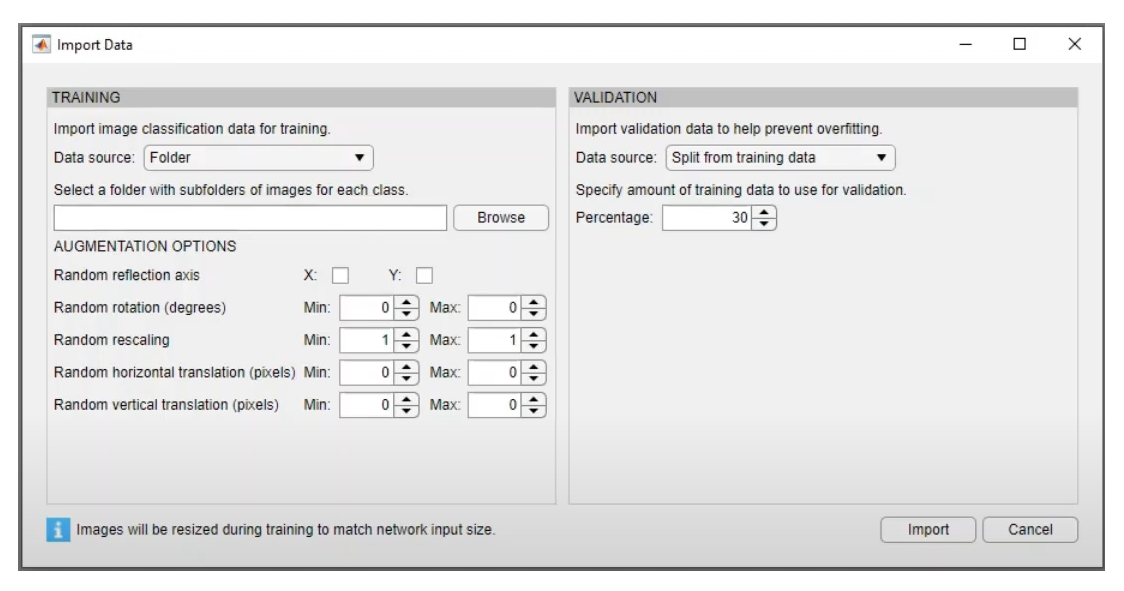 Import Data
TRAINING
Import image classification data for training.
Data source: Folder
Select a folder with subfolders of images for each class.
Browse
AUGMENTATION OPTIONS
Random reflection axis X: Y:
Random rotation (degrees) Min: 0 Max: 0
Random rescaling Min: 1 Max: 1
Random horizontal translation (pixels) Min: 0 Max: 0
Random vertical translation (pixels) Min: 0 Max: 0
VALIDATION
Import validation data to help prevent overfitting.
Data source: Split from training data
Specify amount of training data to use for validation.
Percentage: 30
Images will be resized during training to match network input size.
Import Cancel